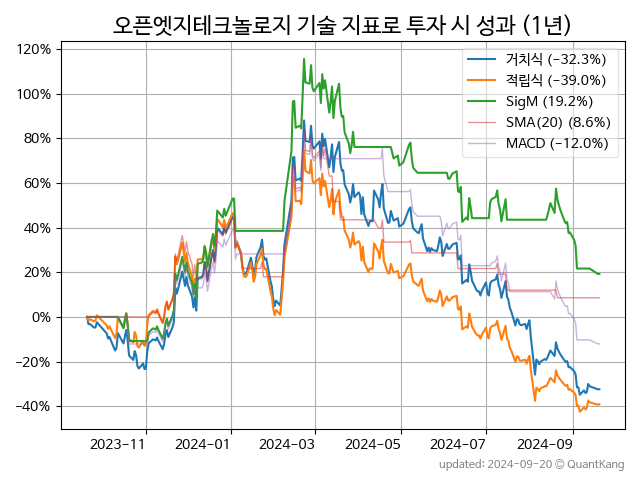 오픈엣지테크놀로지 기술 지표로 투자 시 성과 (1년)
120%
100%
80%
60%
40%
20%
0%
−20%
−40%
거치식 (−32.3%)
적립식 (−39.0%)
SigM (19.2%)
SMA(20) (8.6%)
MACD (−12.0%)
2023-11
2024-01
2024-03
2024-05
2024-07
2024-09
updated: 2024-09-20 © QuantKang